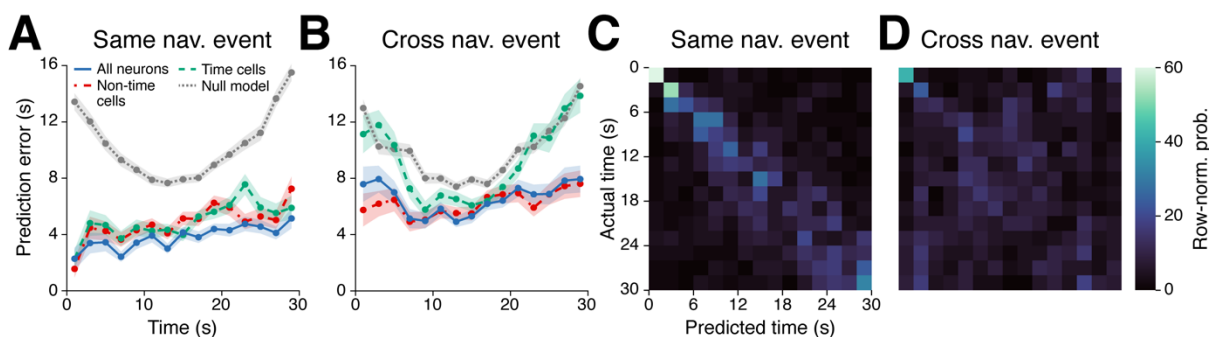 A Same nav. event
B Cross nav. event
C Same nav. event
D Cross nav. event
All neurons
Non-time
cells
Time cells
Null model
Prediction error (s)
16
12
8
4
0
0 10 20 30
Time (s)
16
12
8
4
0
0 10 20 30
Actual time (s)
0
6
12
18
24
30
0 6 12 18 24 30
Predicted time (s)
60
40
20
0
Row-norm. prob.